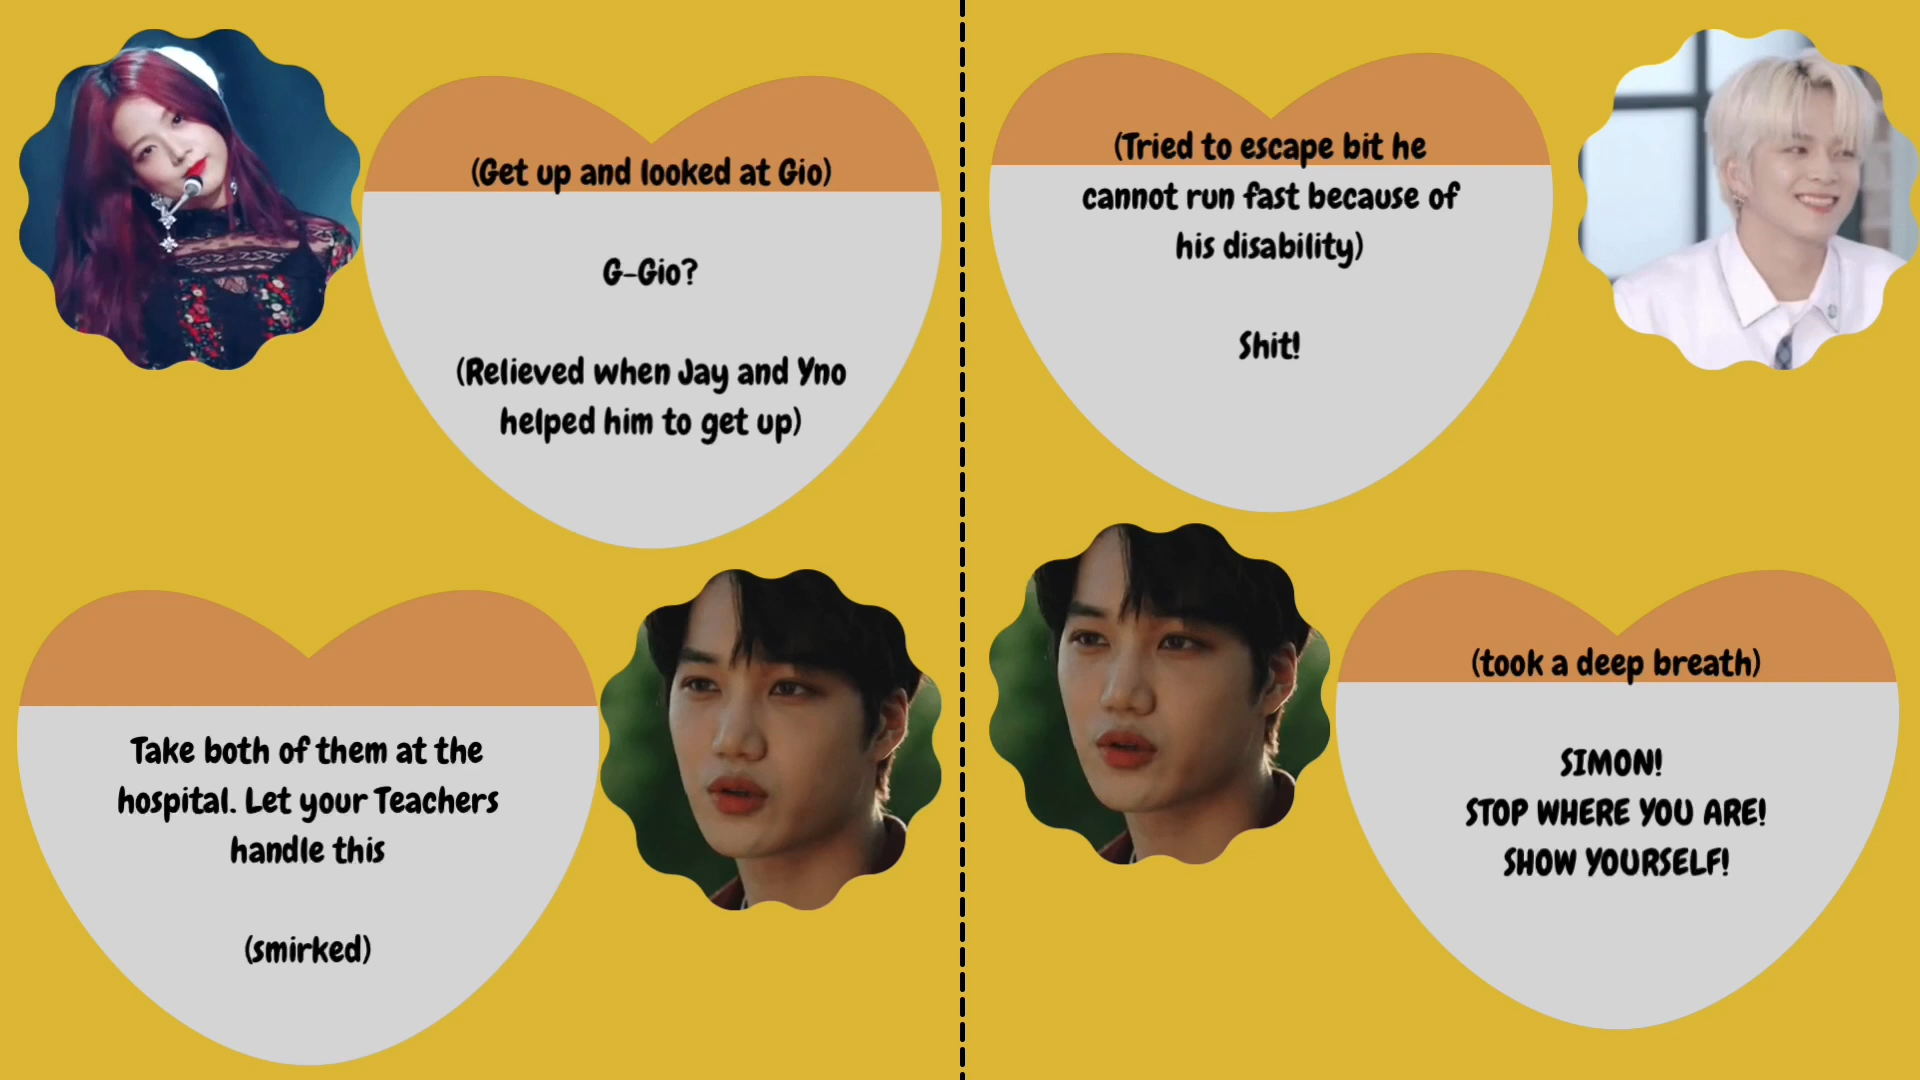 (Get up and looked at Gio)
G-Gio?
(Relieved when Jay and Yno
helped him to get up)
Take both of them at the
hospital. Let your Teachers
handle this
(smirked)
(Tried to escape bit he
cannot run fast because of
his disability)
Shit!
(took a deep breath)
SIMON!
STOP WHERE YOU ARE!
SHOW YOURSELF!